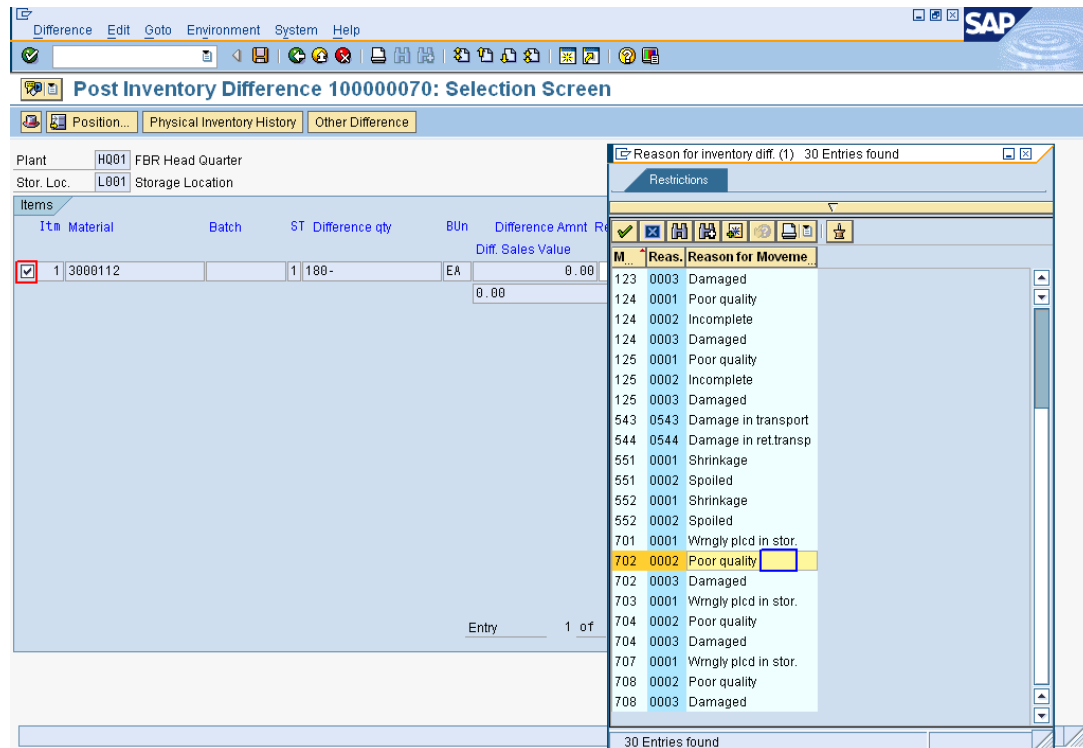 Difference Edit Goto Environment System Help
SAP
Post Inventory Difference 100000070: Selection Screen
Position... Physical Inventory History Other Difference
Plant HQ01 FBR Head Quarter
Stor. Loc. L001 Storage Location
Items
Itm Material Batch ST Difference qty BUn Difference Amnt Re
Diff. Sales Value
1 3000112 1 180- EA 0.00
0.00
Entry 1 of
Reason for inventory diff. (1) 30 Entries found
Restrictions
M... Reas. Reason for Moveme...
123 0003 Damaged
124 0001 Poor quality
124 0002 Incomplete
124 0003 Damaged
125 0001 Poor quality
125 0002 Incomplete
125 0003 Damaged
543 0543 Damage in transport
544 0544 Damage in ret.transp
551 0001 Shrinkage
551 0002 Spoiled
552 0001 Shrinkage
552 0002 Spoiled
701 0001 Wrngly plcd in stor.
702 0002 Poor quality
702 0003 Damaged
703 0001 Wrngly plcd in stor.
704 0002 Poor quality
704 0003 Damaged
707 0001 Wrngly plcd in stor.
708 0002 Poor quality
708 0003 Damaged
30 Entries found